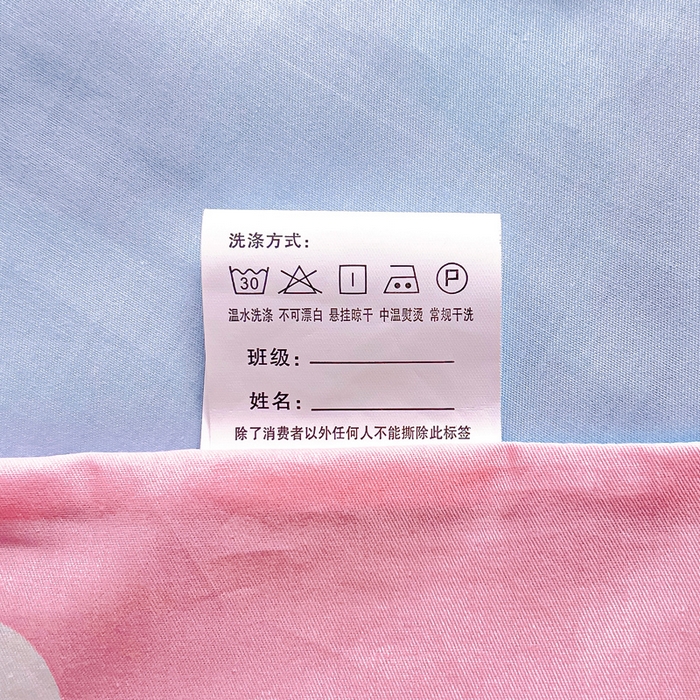 洗涤方式:
30 P
温水洗涤 不可漂白 悬挂晾干 中温熨烫 常规干洗
班级:
姓名:
除了消费者以外任何人不能撕除此标签